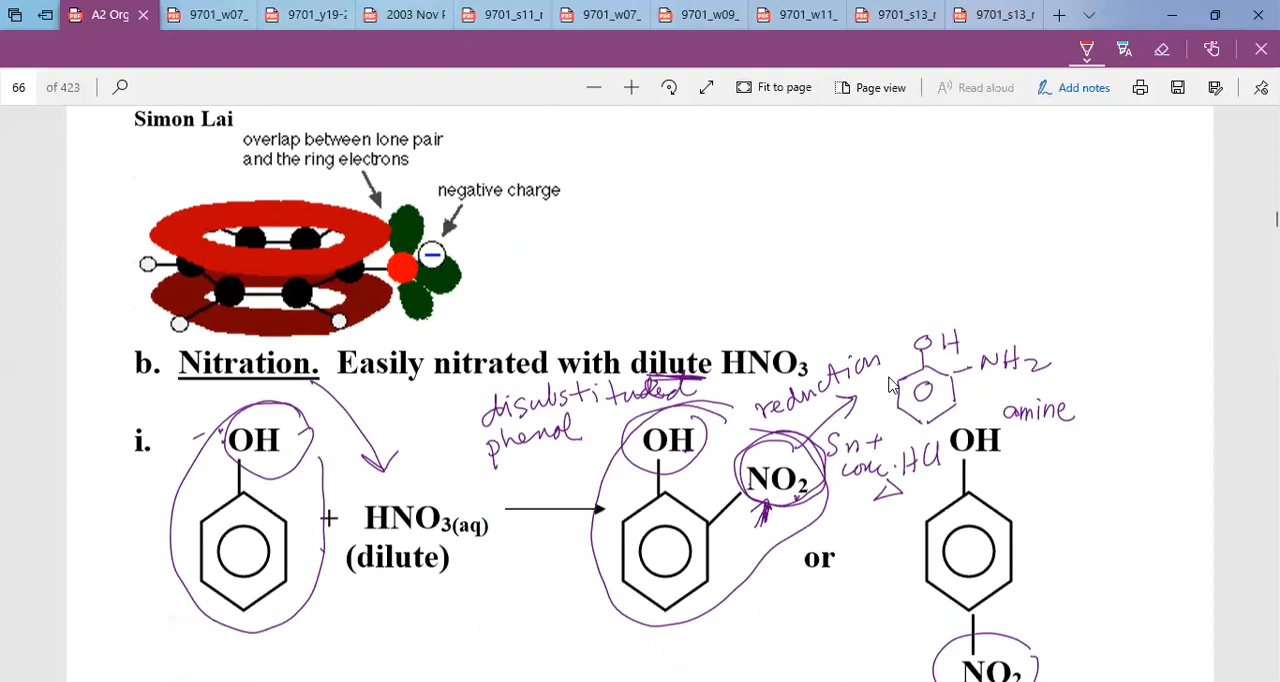 A2 Org
9701_w07_
9701_y19-2
2003 Nov
9701_s11_
9701_w07_
9701_w09_
9701_w11_
9701_s13_
9701_s13_
66 of 423
Fit to page
Page view
Read aloud
Add notes
Simon Lai
overlap between lone pair
and the ring electrons
negative charge
b. Nitration. Easily nitrated with dilute HNO3
disubstituted
phenol
reduction
OH
NH2
amine
Sn +
conc. HCl
Δ
i.
OH
+ HNO3(aq)
(dilute)
OH
NO2
or
OH
NO2